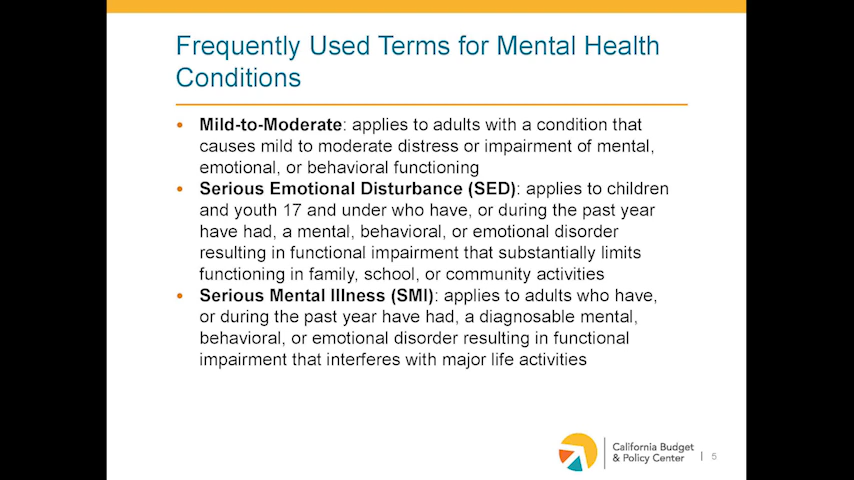 Frequently Used Terms for Mental Health
Conditions
• Mild-to-Moderate: applies to adults with a condition that
causes mild to moderate distress or impairment of mental,
emotional, or behavioral functioning
• Serious Emotional Disturbance (SED): applies to children
and youth 17 and under who have, or during the past year
have had, a mental, behavioral, or emotional disorder
resulting in functional impairment that substantially limits
functioning in family, school, or community activities
• Serious Mental Illness (SMI): applies to adults who have,
or during the past year have had, a diagnosable mental,
behavioral, or emotional disorder resulting in functional
impairment that interferes with major life activities
California Budget
& Policy Center | 5